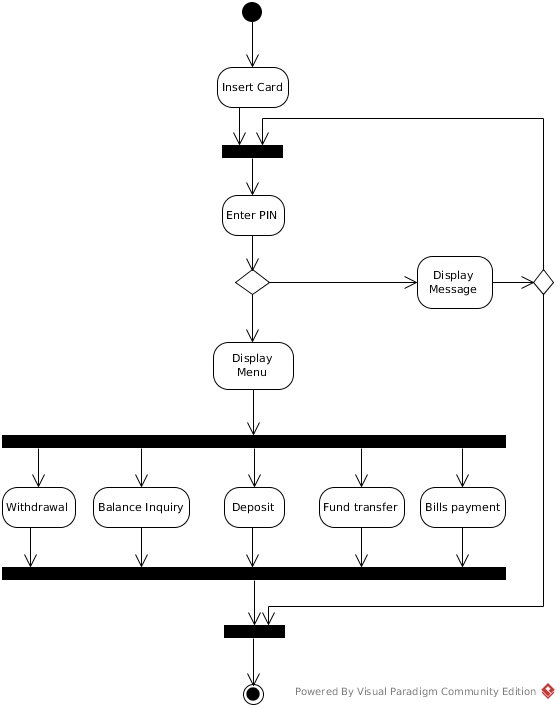 Insert Card
Enter PIN
Display
Message
Display
Menu
Withdrawal
Balance Inquiry
Deposit
Fund transfer
Bills payment
Powered By Visual Paradigm Community Edition